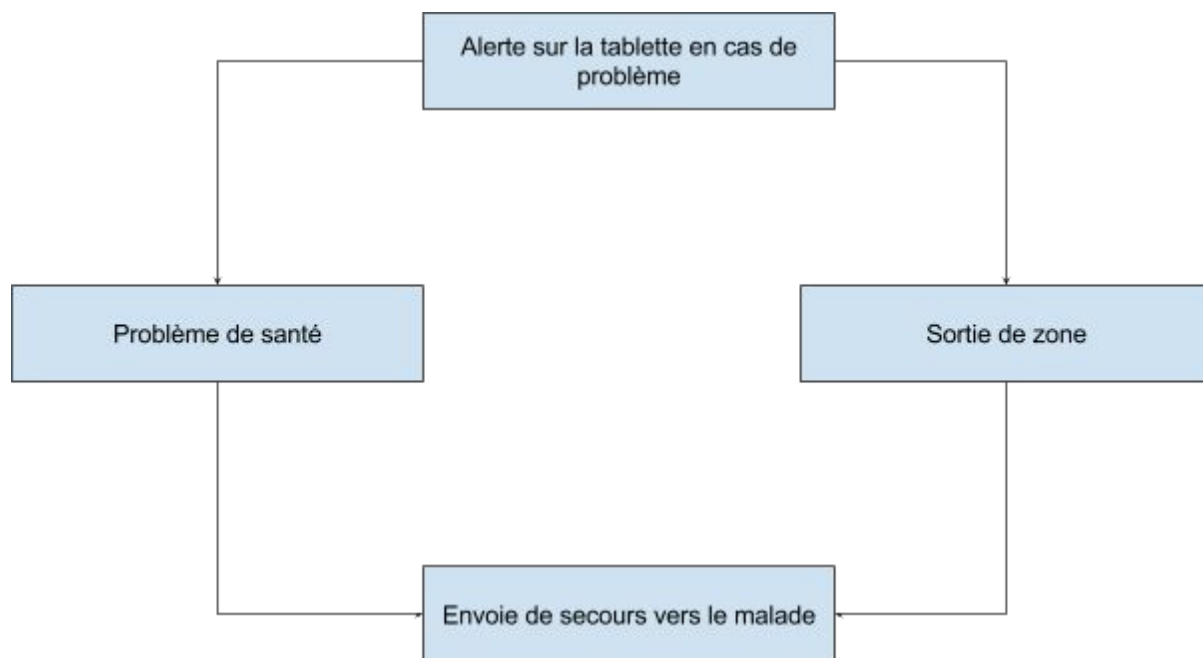 Alerte sur la tablette en cas de
problème
Problème de santé
Sortie de zone
Envoie de secours vers le malade